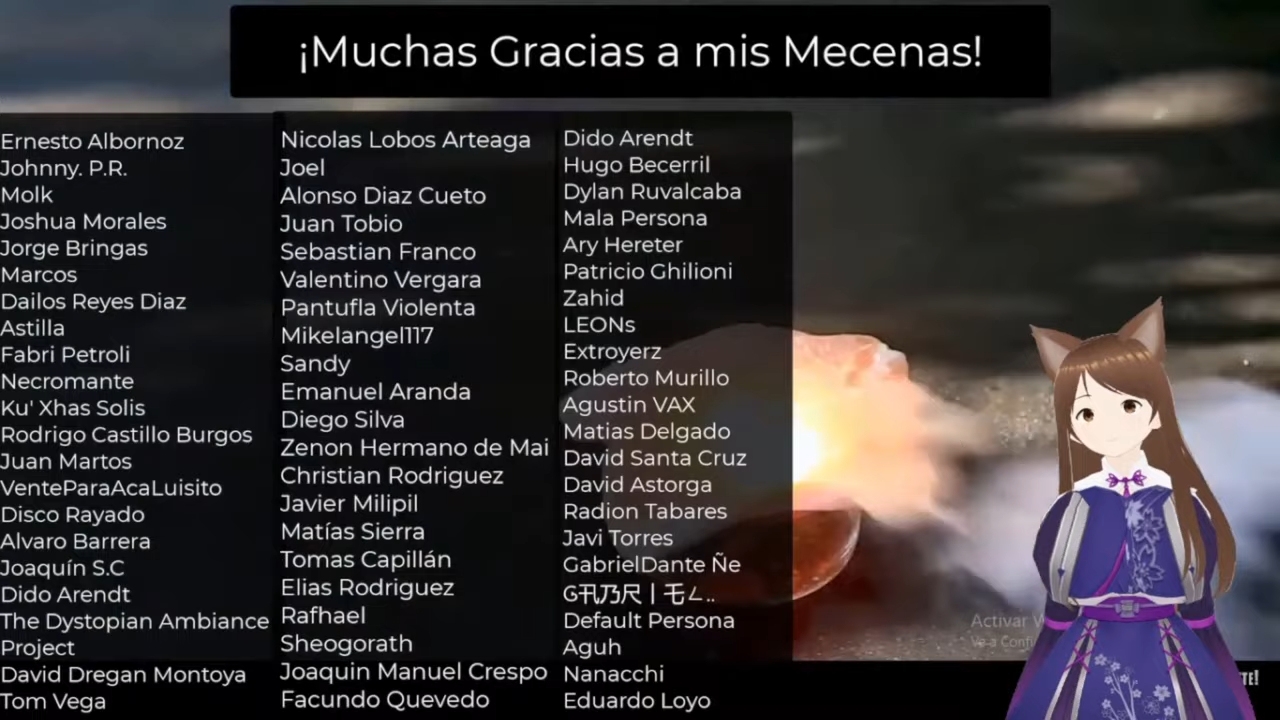 ¡Muchas Gracias a mis Mecenas!
Ernesto Albornoz
Johnny. P.R.
Molk
Joshua Morales
Jorge Bringas
Marcos
Dailos Reyes Diaz
Astilla
Fabri Petroli
Necromante
Ku' Xhas Solis
Rodrigo Castillo Burgos
Juan Martos
VenteParaAcaLuisito
Disco Rayado
Alvaro Barrera
Joaquín S.C
Dido Arendt
The Dystopian Ambiance
Project
David Dregan Montoya
Tom Vega
Nicolas Lobos Arteaga
Joel
Alonso Diaz Cueto
Juan Tobio
Sebastian Franco
Valentino Vergara
Pantufla Violenta
Mikelangel117
Sandy
Emanuel Aranda
Diego Silva
Zenon Hermano de Mai
Christian Rodriguez
Javier Milipil
Matías Sierra
Tomas Capillán
Elias Rodriguez
Rafhael
Sheogorath
Joaquin Manuel Crespo
Facundo Quevedo
Dido Arendt
Hugo Becerril
Dylan Ruvalcaba
Mala Persona
Ary Hereter
Patricio Ghilioni
Zahid
LEONs
Extroyerz
Roberto Murillo
Agustin VAX
Matias Delgado
David Santa Cruz
David Astorga
Radion Tabares
Javi Torres
GabrielDante Ñe
Default Persona
Aguh
Nanacchi
Eduardo Loyo
Activar
Ve a